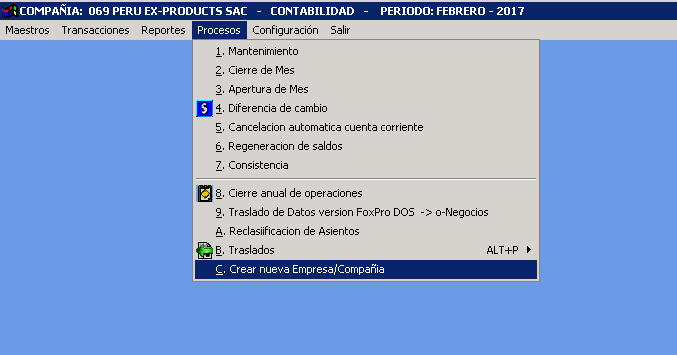 COMPAÑIA: 069 PERU EX-PRODUCTS SAC - CONTABILIDAD - PERIODO: FEBRERO - 2017
Maestros Transacciones Reportes Procesos Configuración Salir
1. Mantenimiento
2. Cierre de Mes
3. Apertura de Mes
4. Diferencia de cambio
5. Cancelacion automatica cuenta corriente
6. Regeneracion de saldos
7. Consistencia
8. Cierre anual de operaciones
9. Traslado de Datos version FoxPro DOS -> o-Negocios
A. Reclasiificacion de Asientos
B. Traslados ALT+P
C. Crear nueva Empresa/Compañia